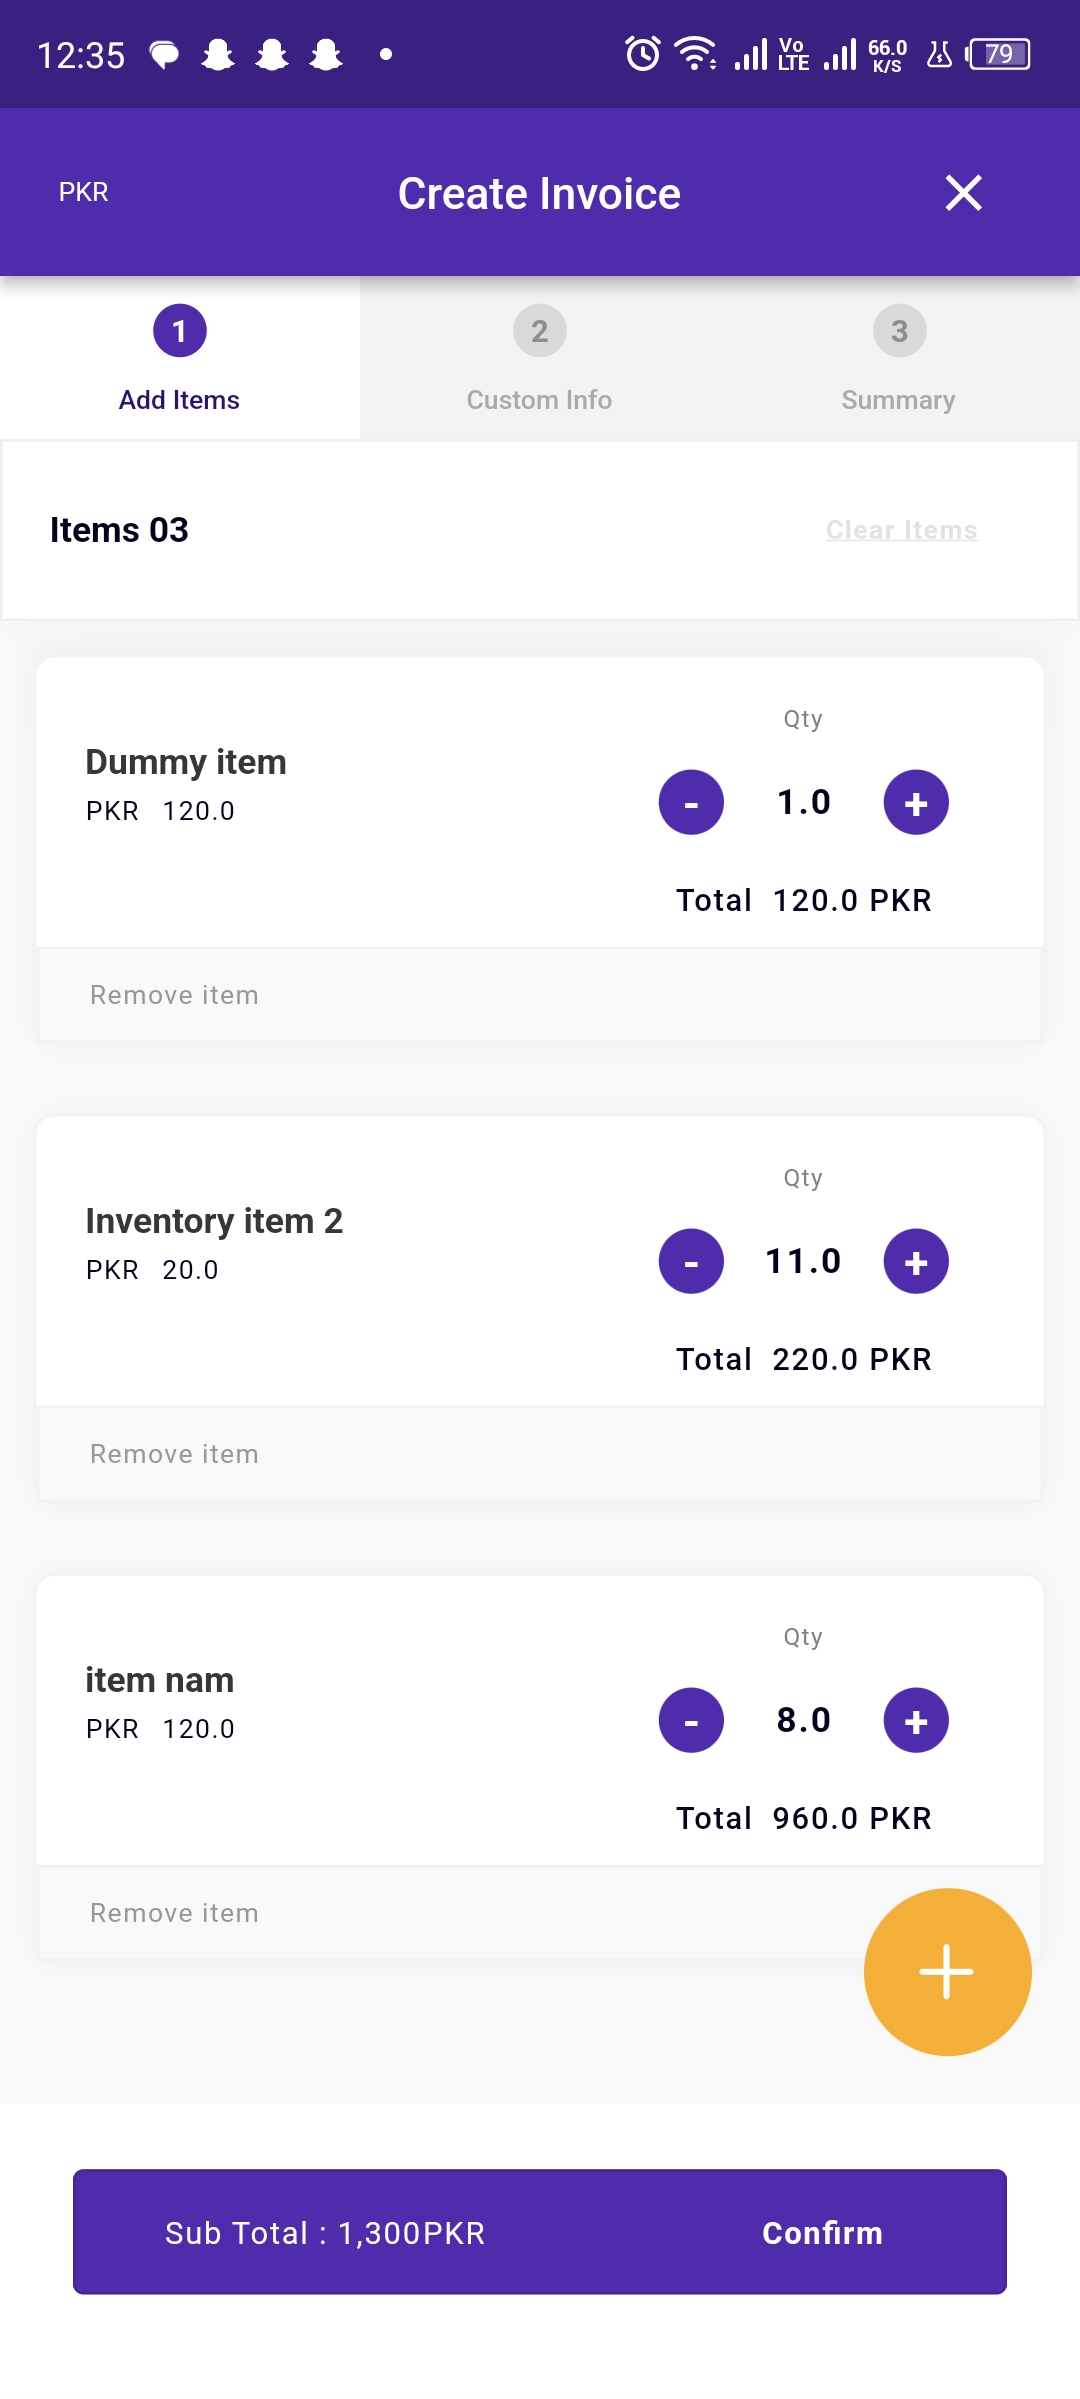 12:35 Vo LTE 66.0 K/S 79
PKR Create Invoice
1 2 3
Add Items Custom Info Summary
Items 03 Clear Items
Qty
Dummy item
PKR 120.0
- 1.0 +
Total 120.0 PKR
Remove item
Qty
Inventory item 2
PKR 20.0
- 11.0 +
Total 220.0 PKR
Remove item
Qty
item nam
PKR 120.0
- 8.0 +
Total 960.0 PKR
Remove item
Sub Total : 1,300PKR Confirm